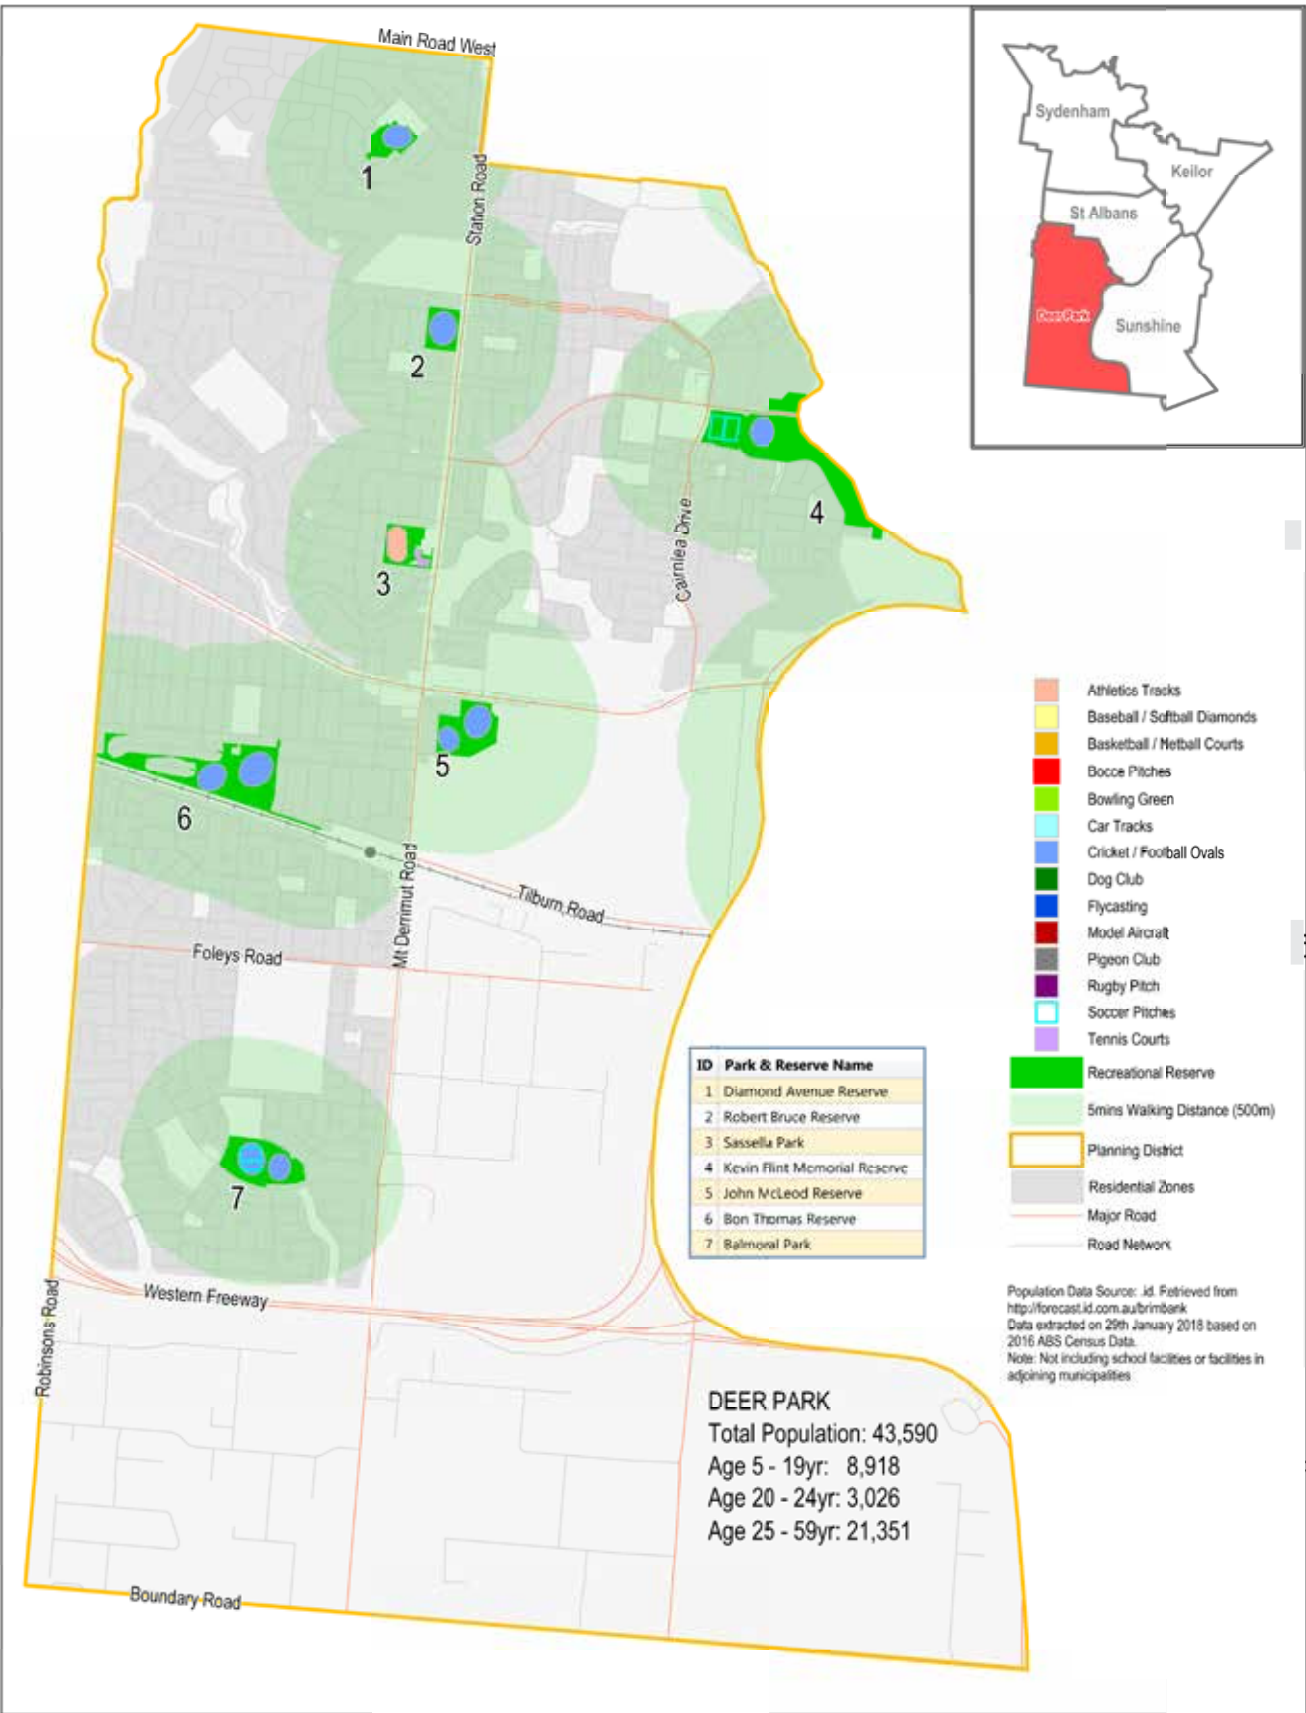 Main Road West
Station Road
1
2
3
4
5
6
7
Cairnlea Drive
Mt Derrimut Road
Tilburn Road
Foleys Road
Western Freeway
Robinsons Road
Boundary Road
Sydenham
Keilor
St Albans
Deer Park
Sunshine
Athletics Tracks
Baseball / Softball Diamonds
Basketball / Netball Courts
Bocce Pitches
Bowling Green
Car Tracks
Cricket / Football Ovals
Dog Club
Flycasting
Model Aircraft
Pigeon Club
Rugby Pitch
Soccer Pitches
Tennis Courts
Recreational Reserve
5mins Walking Distance (500m)
Planning District
Residential Zones
Major Road
Road Network
ID Park & Reserve Name
1 Diamond Avenue Reserve
2 Robert Bruce Reserve
3 Sassella Park
4 Kevin Flint Memorial Reserve
5 John McLeod Reserve
6 Bon Thomas Reserve
7 Balmoral Park
Population Data Source: .id. Retrieved from
http://forecast.id.com.au/brimbank
Data extracted on 29th January 2018 based on
2016 ABS Census Data.
Note: Not including school facilities or facilities in
adjoining municipalities
DEER PARK
Total Population: 43,590
Age 5 - 19yr: 8,918
Age 20 - 24yr: 3,026
Age 25 - 59yr: 21,351